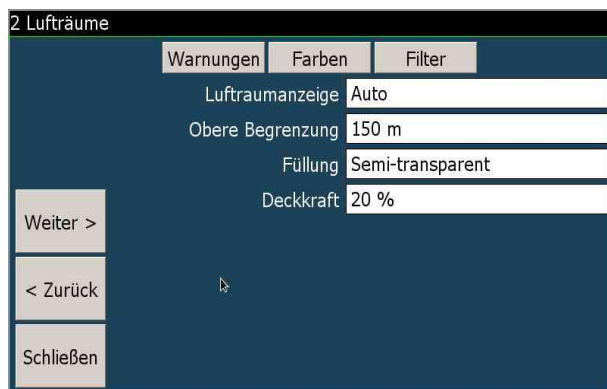 2 Lufträume
Warnungen Farben Filter
Luftraumanzeige Auto
Obere Begrenzung 150 m
Füllung Semi-transparent
Deckkraft 20 %
Weiter >
< Zurück
Schließen